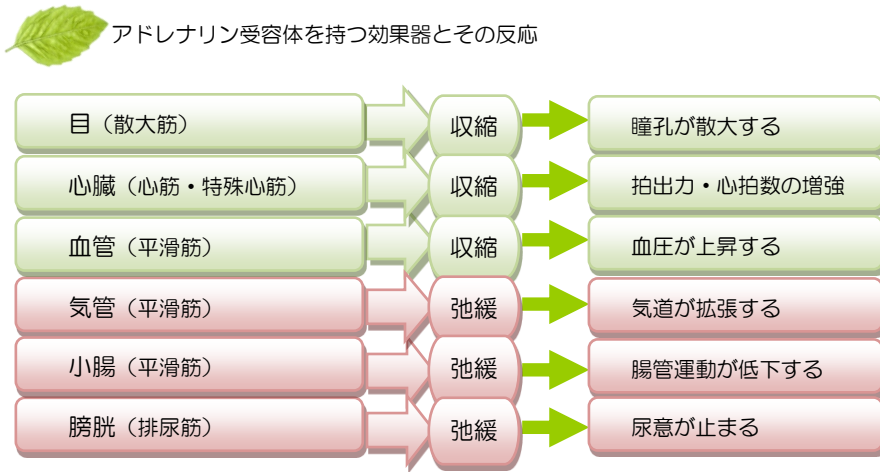 アドレナリン受容体を持つ効果器とその反応
目（散大筋） 収縮 瞳孔が散大する
心臓（心筋・特殊心筋） 収縮 拍出力・心拍数の増強
血管（平滑筋） 収縮 血圧が上昇する
気管（平滑筋） 弛緩 気道が拡張する
小腸（平滑筋） 弛緩 腸管運動が低下する
膀胱（排尿筋） 弛緩 尿意が止まる